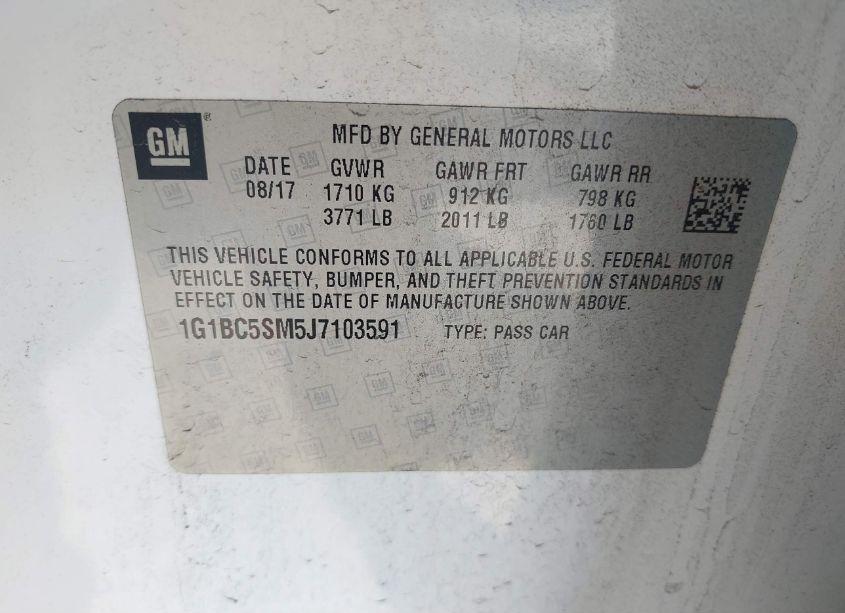 GM ®
MFD BY GENERAL MOTORS LLC
DATE GVWR GAWR FRT GAWR RR
08/17 1710 KG 912 KG 798 KG
3771 LB 2011 LB 1760 LB
THIS VEHICLE CONFORMS TO ALL APPLICABLE U.S. FEDERAL MOTOR
VEHICLE SAFETY, BUMPER, AND THEFT PREVENTION STANDARDS IN
EFFECT ON THE DATE OF MANUFACTURE SHOWN ABOVE.
1G1BC5SM5J7103591 TYPE: PASS CAR